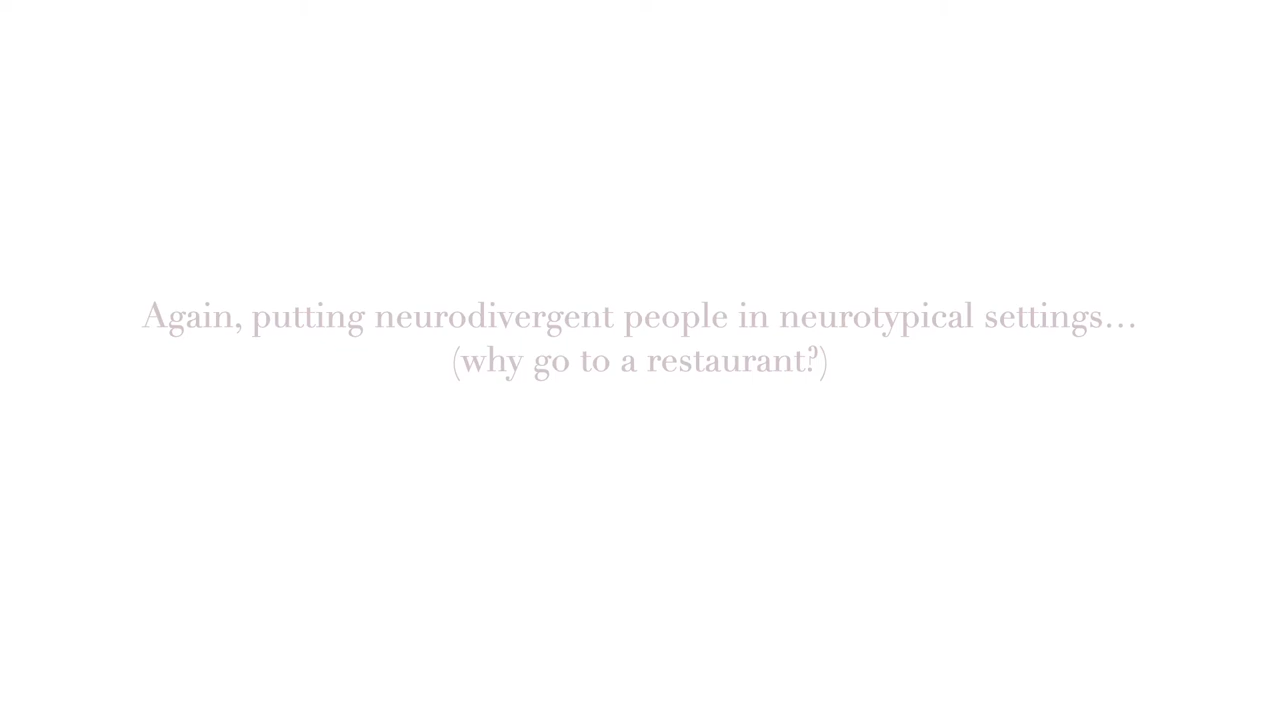 Again, putting neurodivergent people in neurotypical settings…
(why go to a restaurant?)